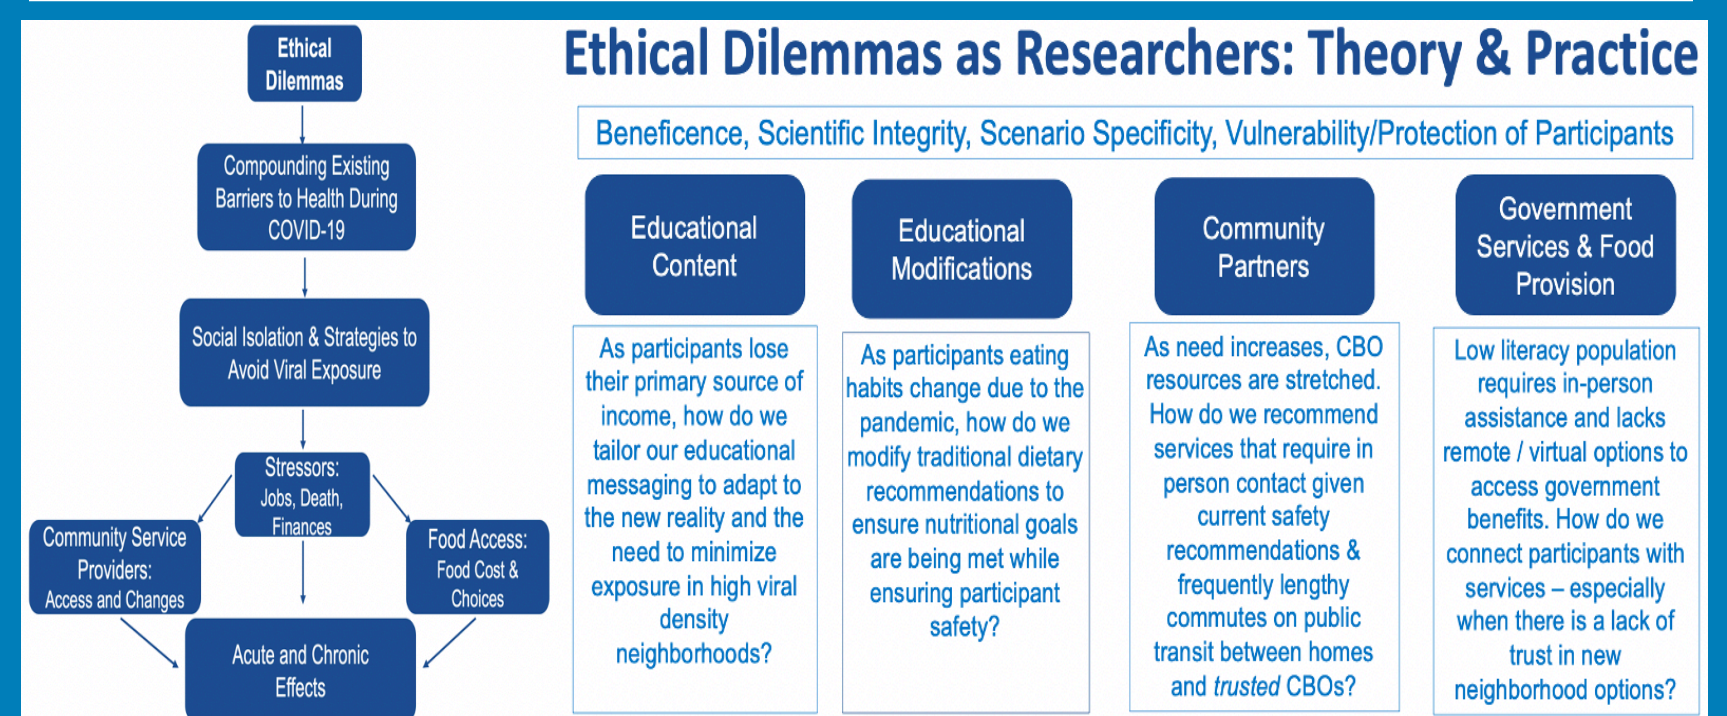 Ethical
Dilemmas
Compounding Existing
Barriers to Health During
COVID-19
Social Isolation & Strategies to
Avoid Viral Exposure
Stressors:
Jobs, Death,
Finances
Community Service
Providers:
Access and Changes
Food Access:
Food Cost &
Choices
Acute and Chronic
Effects
Ethical Dilemmas as Researchers: Theory & Practice
Beneficence, Scientific Integrity, Scenario Specificity, Vulnerability/Protection of Participants
Educational
Content
As participants lose
their primary source of
income, how do we
tailor our educational
messaging to adapt to
the new reality and the
need to minimize
exposure in high viral
density
neighborhoods?
Educational
Modifications
As participants eating
habits change due to the
pandemic, how do we
modify traditional dietary
recommendations to
ensure nutritional goals
are being met while
ensuring participant
safety?
Community
Partners
As need increases, CBO
resources are stretched.
How do we recommend
services that require in
person contact given
current safety
recommendations &
frequently lengthy
commutes on public
transit between homes
and trusted CBOs?
Government
Services & Food
Provision
Low literacy population
requires in-person
assistance and lacks
remote / virtual options to
access government
benefits. How do we
connect participants with
services – especially
when there is a lack of
trust in new
neighborhood options?